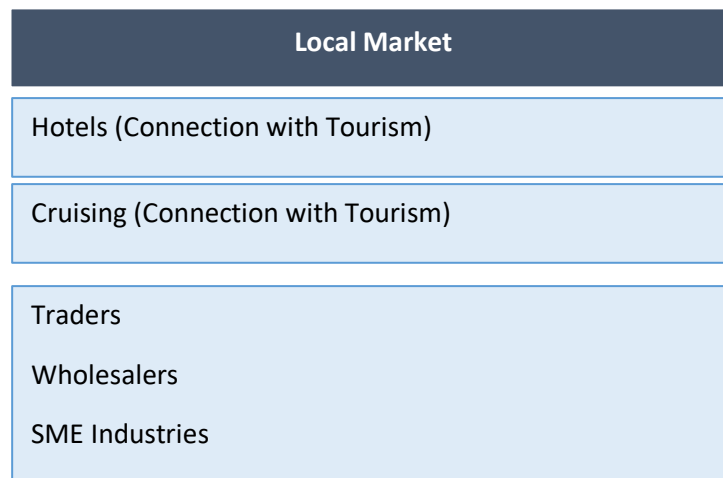 Local Market
Hotels (Connection with Tourism)
Cruising (Connection with Tourism)
Traders
Wholesalers
SME Industries